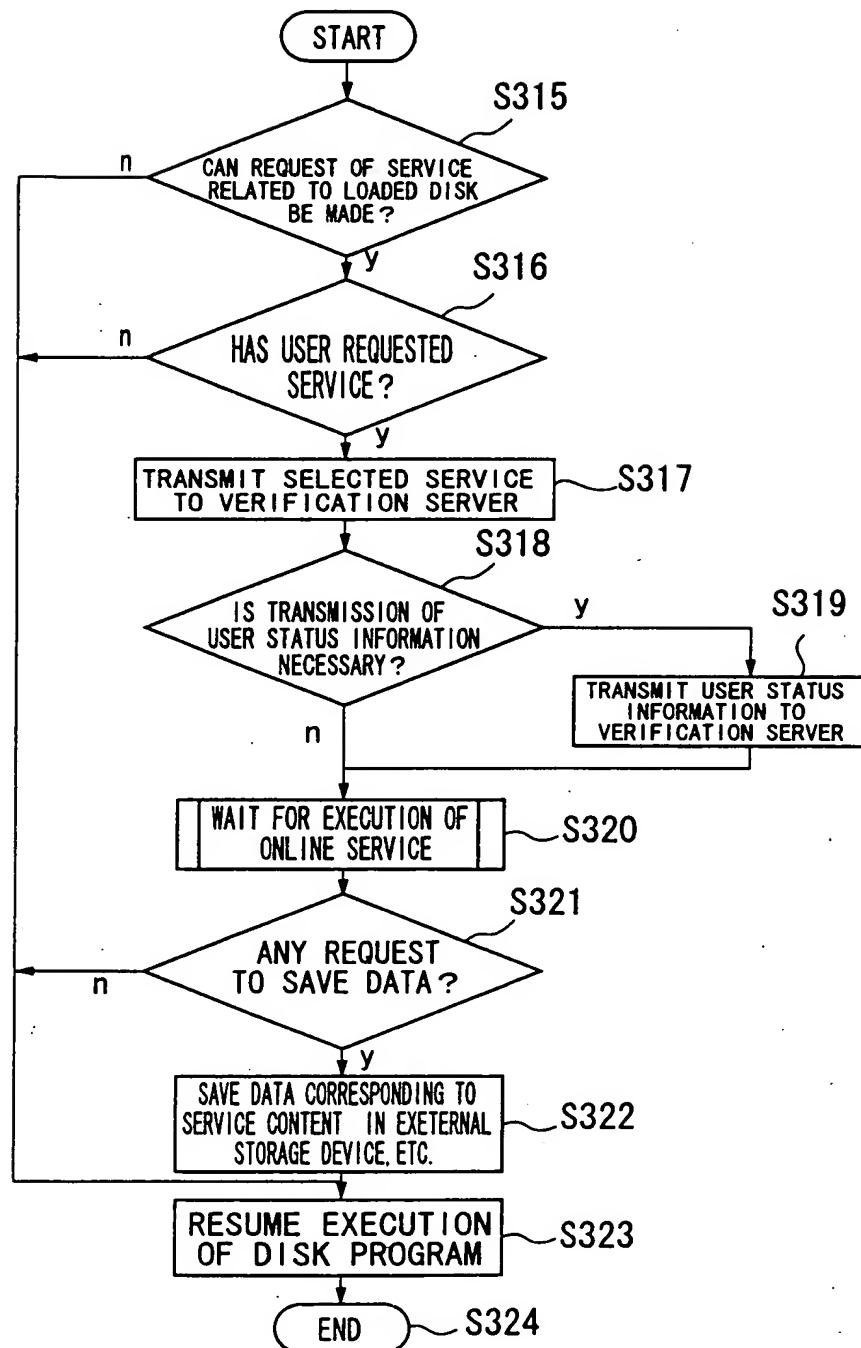 START
S315
n
CAN REQUEST OF SERVICE
RELATED TO LOADED DISK
BE MADE?
y
S316
n
HAS USER REQUESTED
SERVICE?
y
TRANSMIT SELECTED SERVICE
TO VERIFICATION SERVER
S317
S318
IS TRANSMISSION OF
USER STATUS INFORMATION
NECESSARY?
y
S319
TRANSMIT USER STATUS
INFORMATION TO
VERIFICATION SERVER
n
WAIT FOR EXECUTION OF
ONLINE SERVICE
S320
S321
ANY REQUEST
TO SAVE DATA?
n
y
SAVE DATA CORRESPONDING TO
SERVICE CONTENT IN EXETERNAL
STORAGE DEVICE, ETC.
S322
RESUME EXECUTION
OF DISK PROGRAM
S323
END
S324